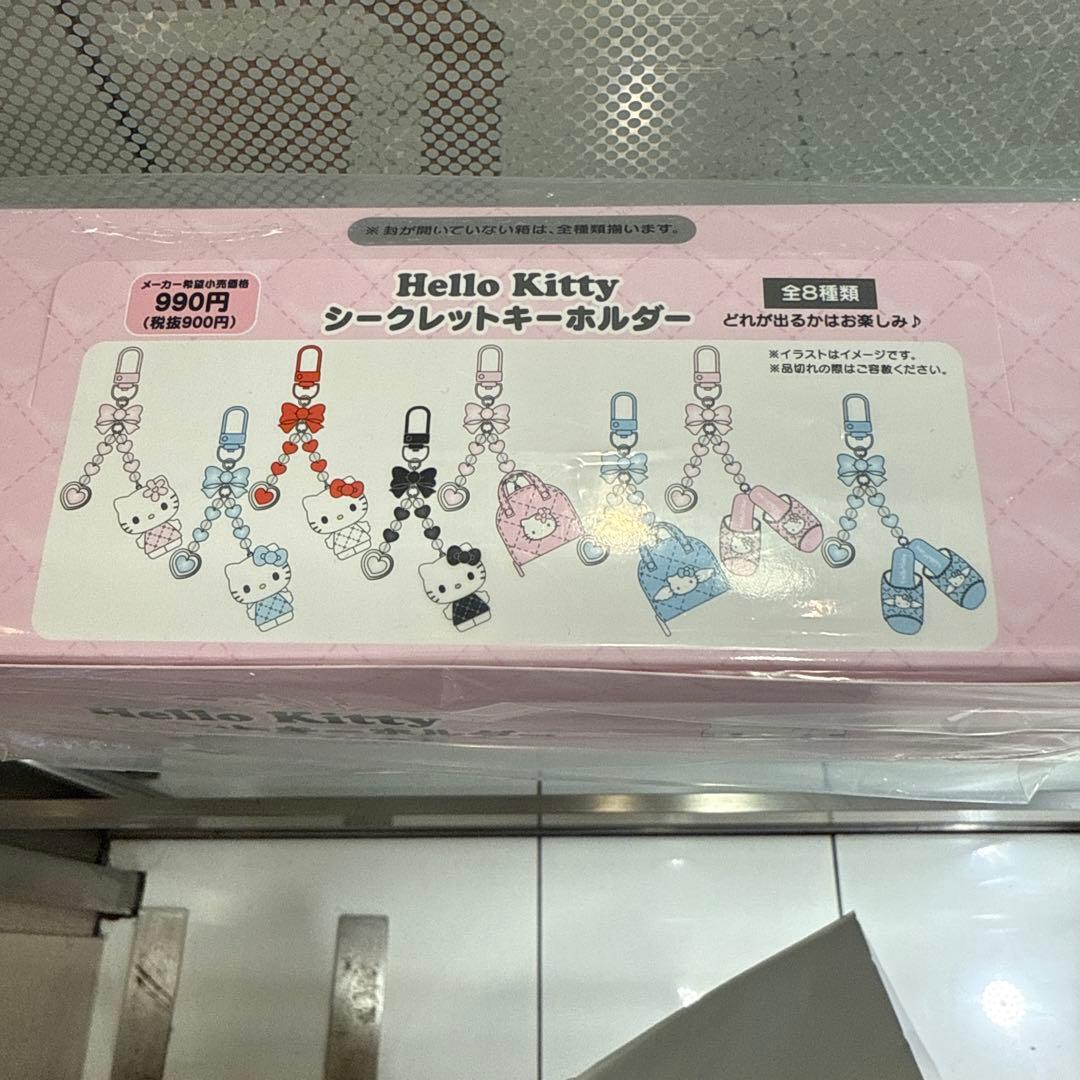 ※封が開いていない箱は、全種類揃います。
メーカー希望小売価格
990円
(税抜900円)
Hello Kitty
シークレットキーホルダー
全8種類
どれが出るかはお楽しみ♪
※イラストはイメージです。
※品切れの際はご容赦ください。
Hello Kitty